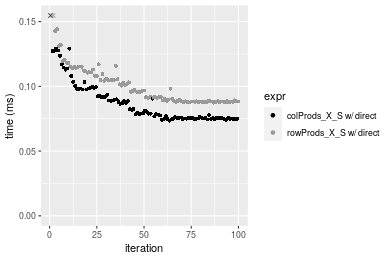 0.15
0.10
0.05
0.00
time (ms)
0
25
50
75
100
iteration
expr
colProds_X_S w/ direct
rowProds_X_S w/ direct